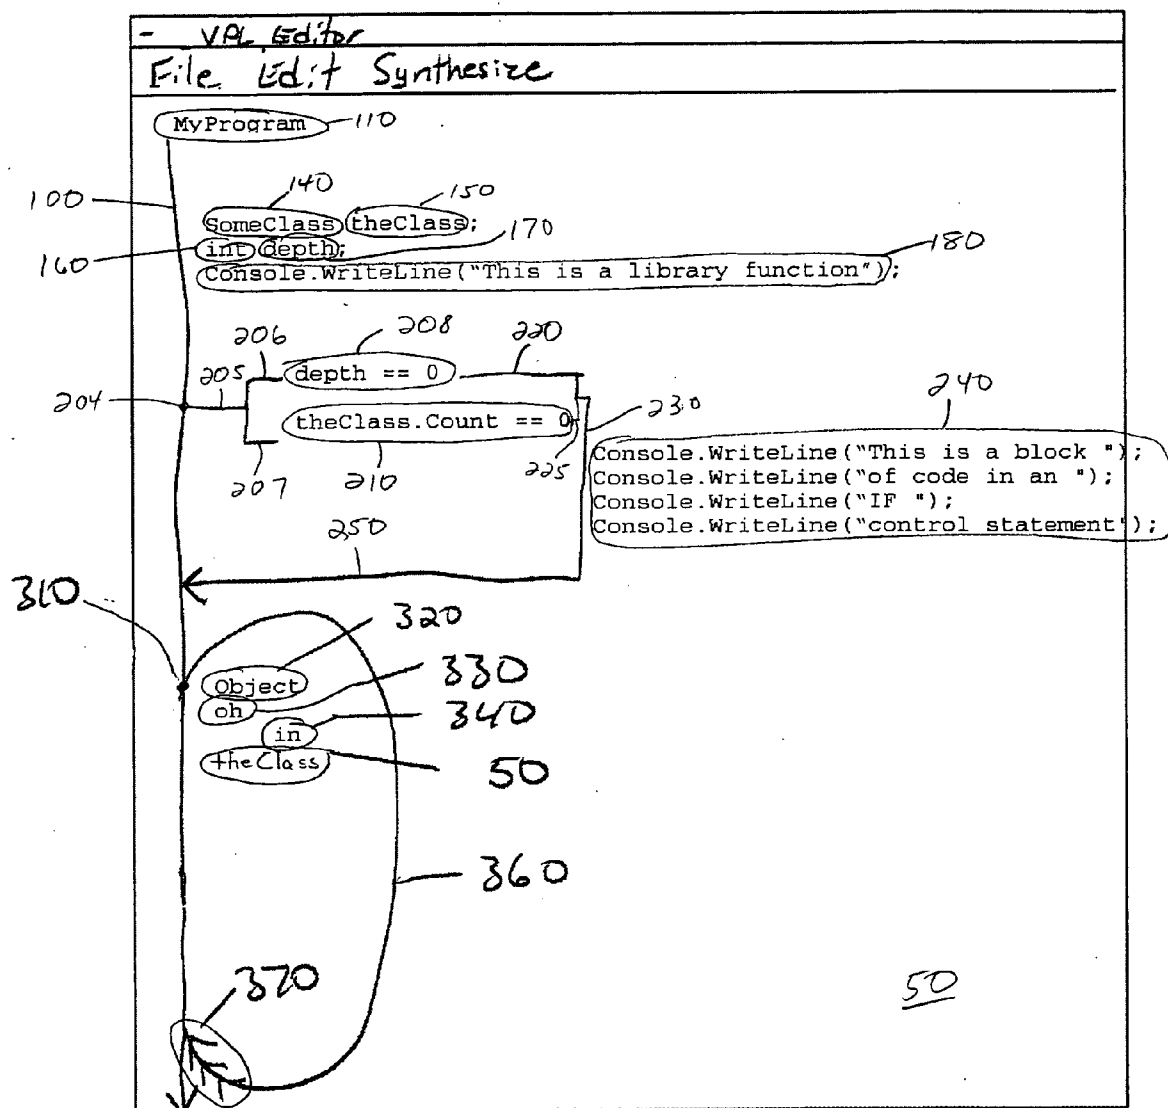 - VPL Editor
File Edit Synthesize
MyProgram 110
100 140 150
SomeClass theClass;
160 int depth; 170 180
Console.WriteLine("This is a library function");
206 208 220
205 depth == 0 240
204 theClass.Count == 0 230
207 210 225
Console.WriteLine("This is a block ");
Console.WriteLine("of code in an ");
Console.WriteLine("IF ");
Console.WriteLine("control statement");
250
310
320
Object 330
oh
in 340
theClass 50
360
370
50